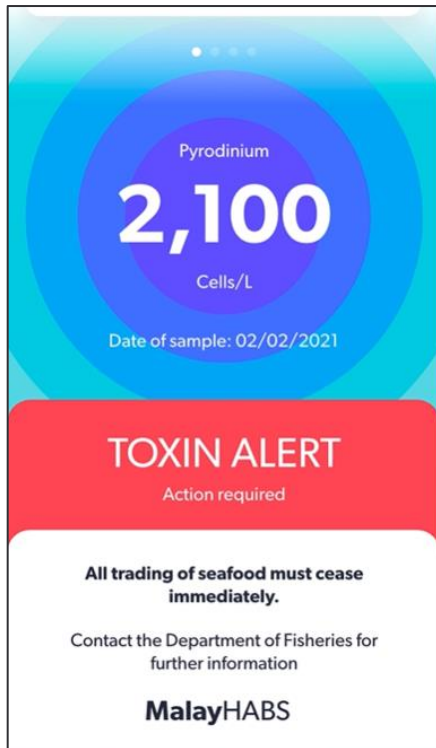 Pyrodinium
2,100
Cells/L
Date of sample: 02/02/2021
TOXIN ALERT
Action required
All trading of seafood must cease
immediately.
Contact the Department of Fisheries for
further information
MalayHABS